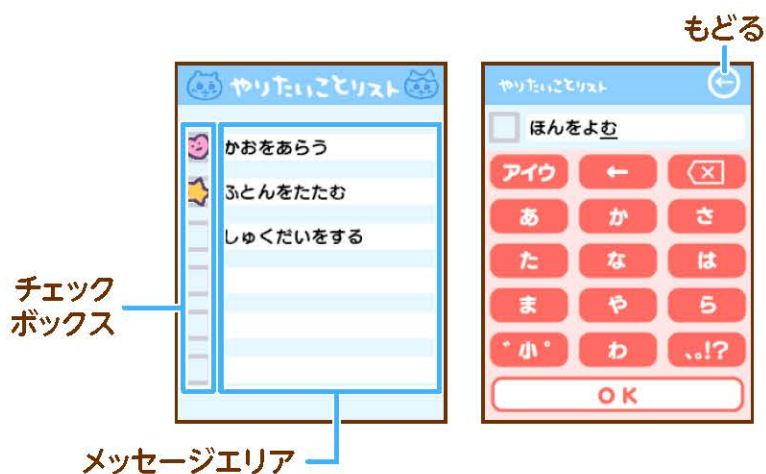 もどる
やりたいことリスト
かおをあらう
ふとんをたたむ
しゅくだいをする
チェック
ボックス
メッセージエリア
やりたいことリスト
←
ほんをよむ
アイウ ← ×
あ か さ
た な は
ま や ら
゛小゜ わ 、。!?
OK